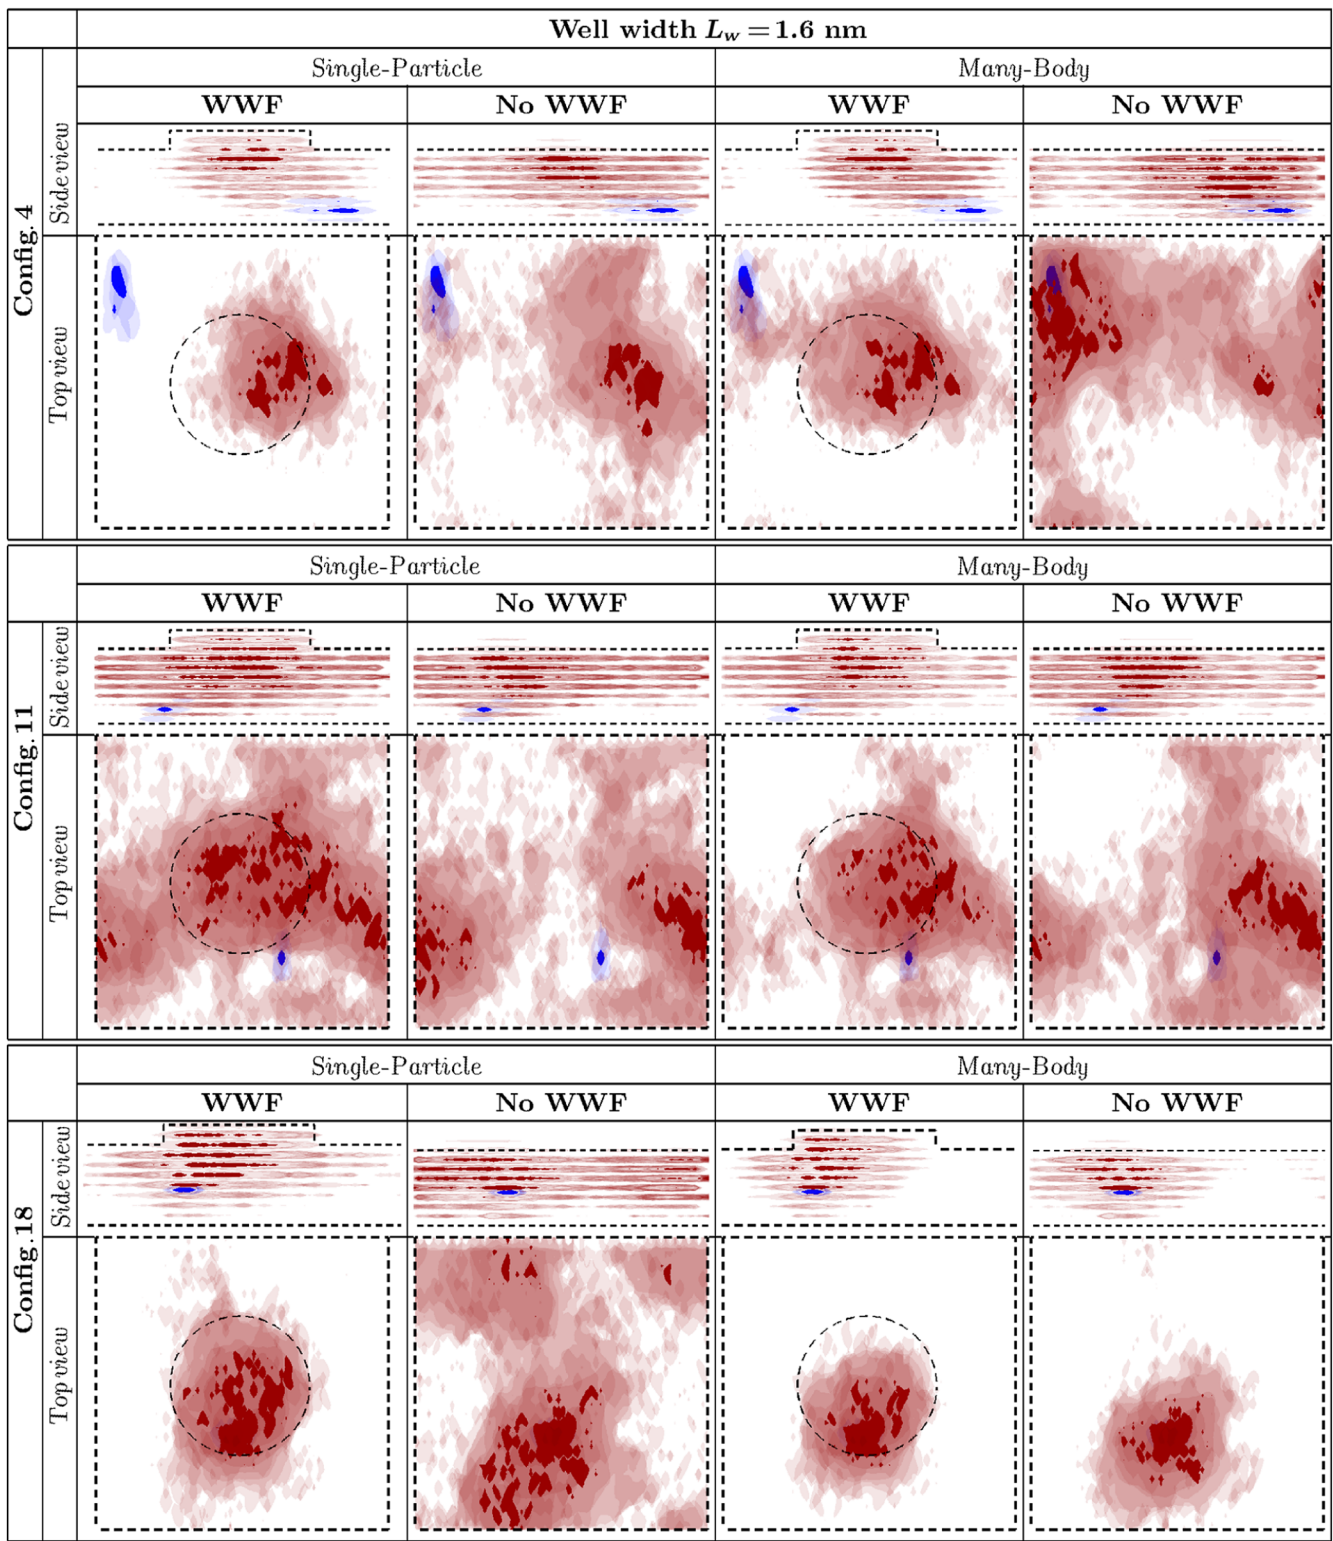 Well width L_w = 1.6 nm
Single-Particle Many-Body
WWF No WWF WWF No WWF
Config. 4
Side view
Top view
Single-Particle Many-Body
WWF No WWF WWF No WWF
Config. 11
Side view
Top view
Single-Particle Many-Body
WWF No WWF WWF No WWF
Config. 18
Side view
Top view